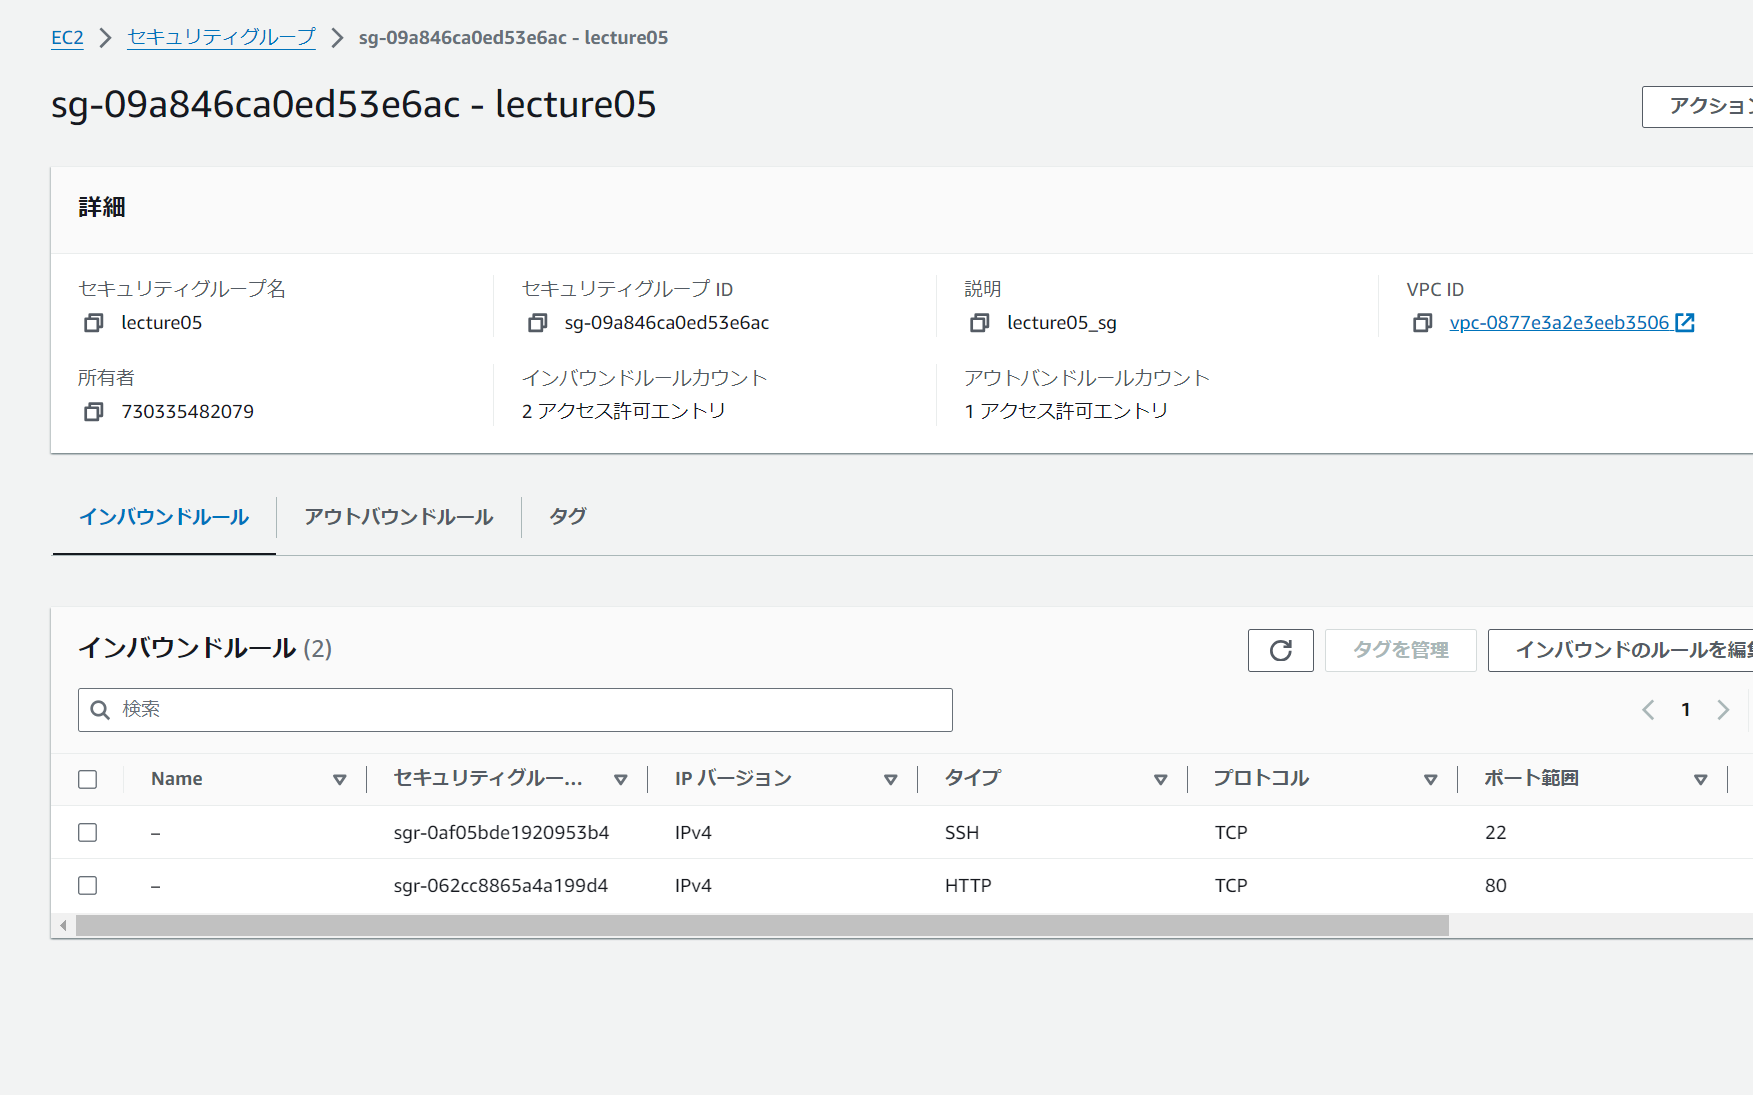 EC2 > セキュリティグループ > sg-09a846ca0ed53e6ac - lecture05
sg-09a846ca0ed53e6ac - lecture05
アクション
詳細
セキュリティグループ名 セキュリティグループ ID 説明 VPC ID
lecture05 sg-09a846ca0ed53e6ac lecture05_sg vpc-0877e3a2e3eeb3506
所有者 インバウンドルールカウント アウトバンドルールカウント
730335482079 2 アクセス許可エントリ 1 アクセス許可エントリ
インバウンドルール アウトバウンドルール タグ
インバウンドルール (2) タグを管理 インバウンドのルールを編集
検索 1
Name セキュリティグルー... IP バージョン タイプ プロトコル ポート範囲
– sgr-0af05bde1920953b4 IPv4 SSH TCP 22
– sgr-062cc8865a4a199d4 IPv4 HTTP TCP 80